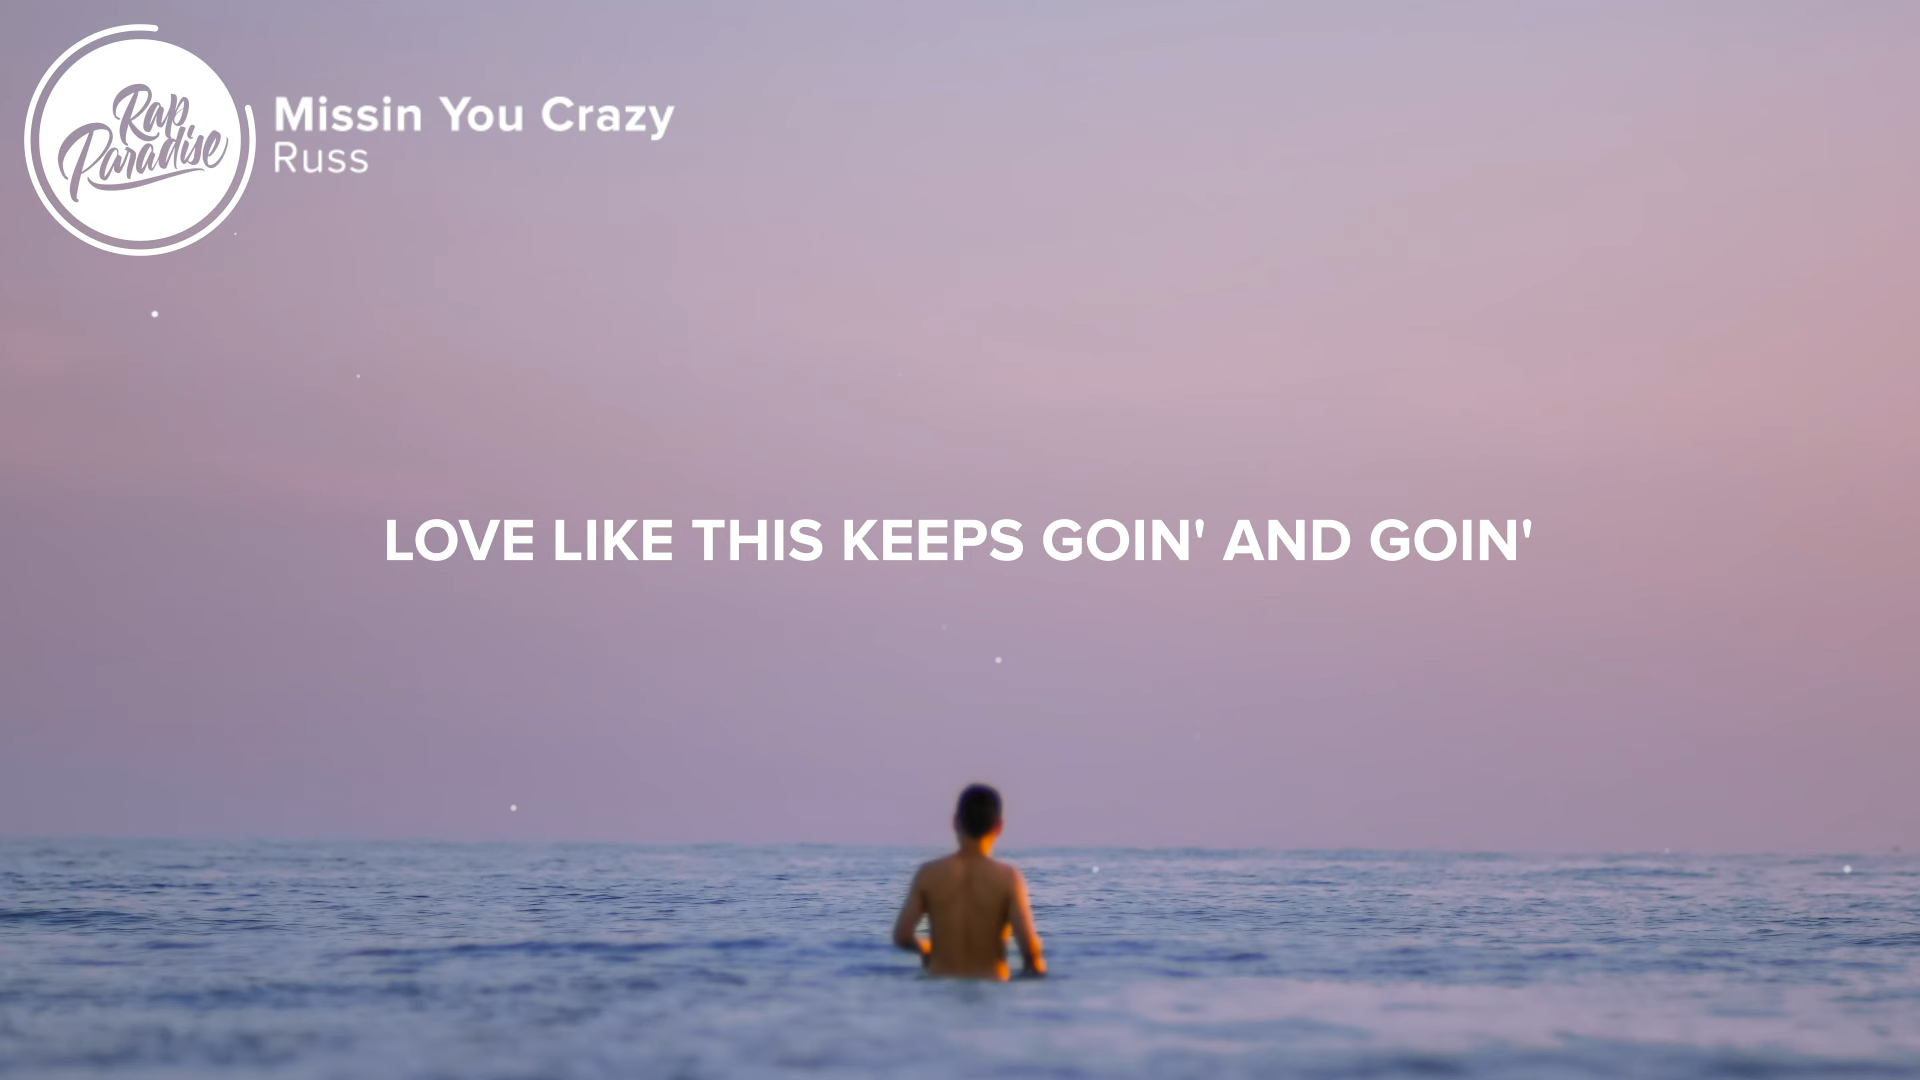 Rap
Paradise
Missin You Crazy
Russ
LOVE LIKE THIS KEEPS GOIN' AND GOIN'